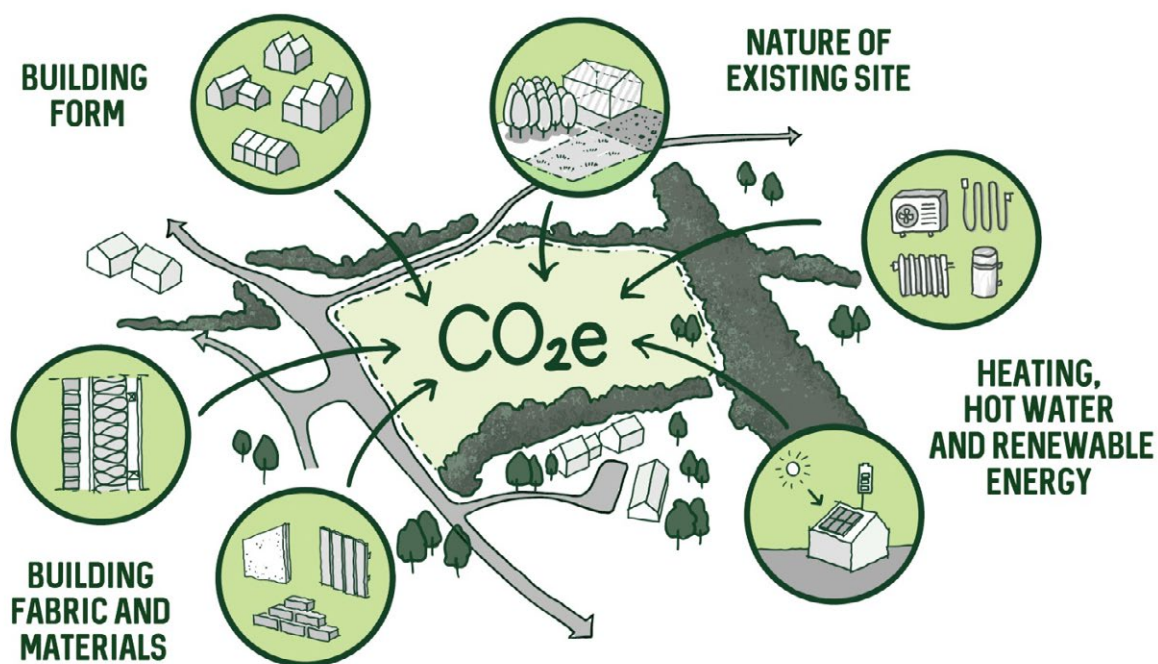 BUILDING
FORM
NATURE OF
EXISTING SITE
CO₂e
HEATING,
HOT WATER
AND RENEWABLE
ENERGY
BUILDING
FABRIC AND
MATERIALS